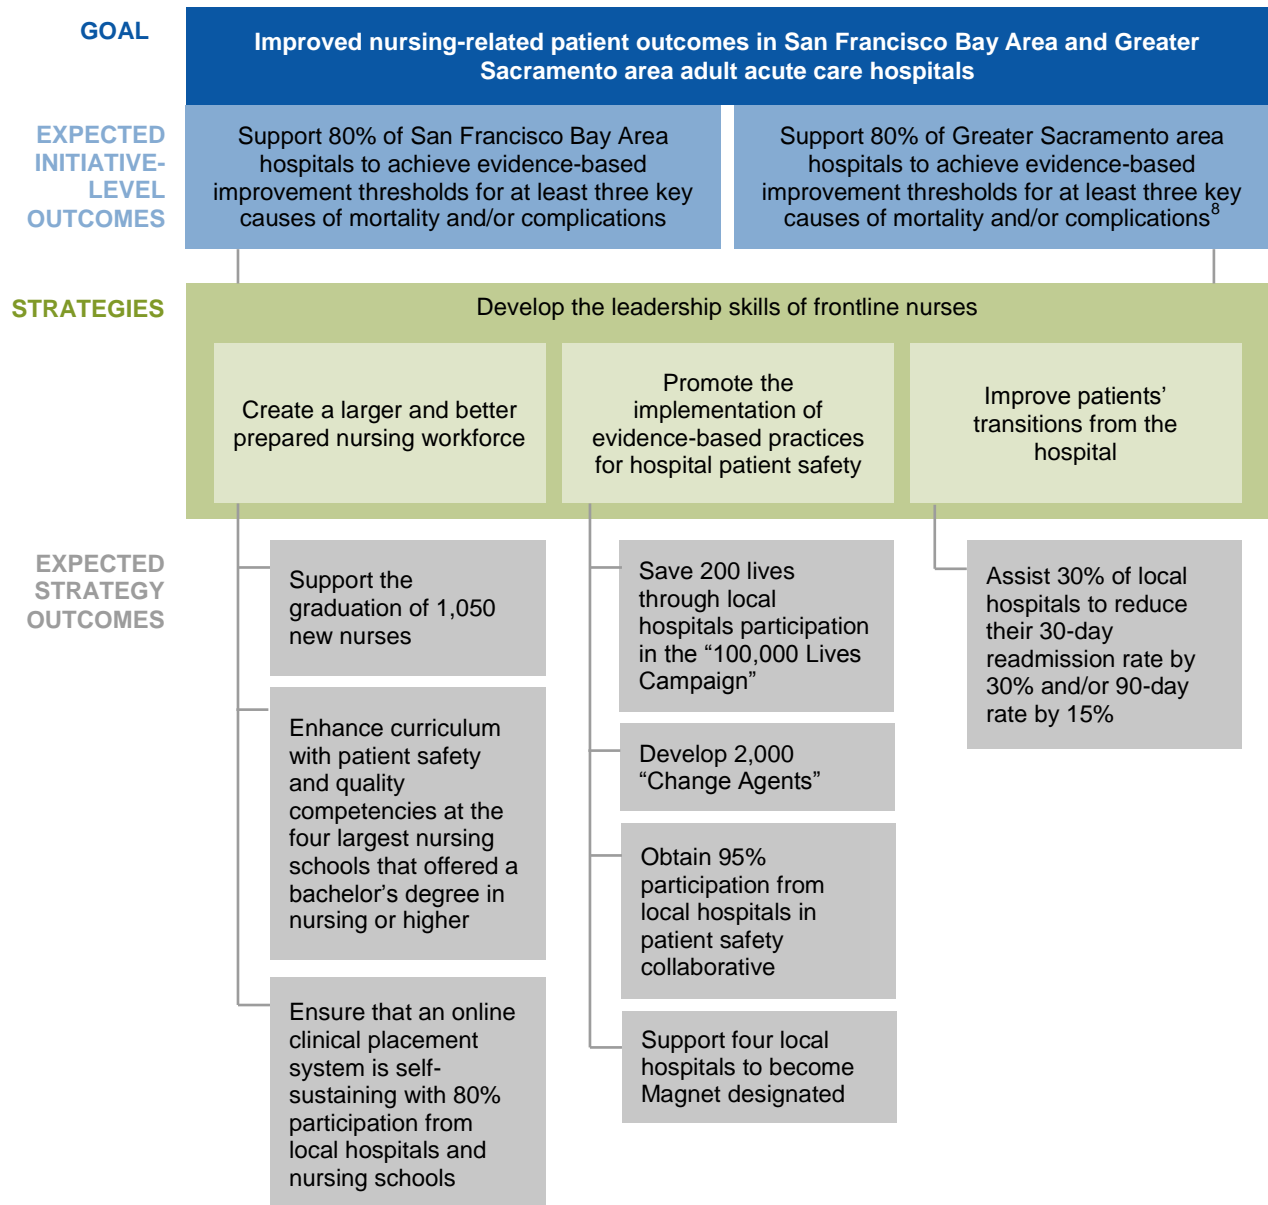 GOAL
Improved nursing-related patient outcomes in San Francisco Bay Area and Greater
Sacramento area adult acute care hospitals
EXPECTED
INITIATIVE-
LEVEL
OUTCOMES
Support 80% of San Francisco Bay Area
hospitals to achieve evidence-based
improvement thresholds for at least three key
causes of mortality and/or complications
Support 80% of Greater Sacramento area
hospitals to achieve evidence-based
improvement thresholds for at least three key
causes of mortality and/or complications8
STRATEGIES
Develop the leadership skills of frontline nurses
Create a larger and better
prepared nursing workforce
Promote the
implementation of
evidence-based practices
for hospital patient safety
Improve patients’
transitions from the
hospital
EXPECTED
STRATEGY
OUTCOMES
Support the
graduation of 1,050
new nurses
Enhance curriculum
with patient safety
and quality
competencies at the
four largest nursing
schools that offered a
bachelor’s degree in
nursing or higher
Ensure that an online
clinical placement
system is self-
sustaining with 80%
participation from
local hospitals and
nursing schools
Save 200 lives
through local
hospitals participation
in the “100,000 Lives
Campaign”
Develop 2,000
“Change Agents”
Obtain 95%
participation from
local hospitals in
patient safety
collaborative
Support four local
hospitals to become
Magnet designated
Assist 30% of local
hospitals to reduce
their 30-day
readmission rate by
30% and/or 90-day
rate by 15%